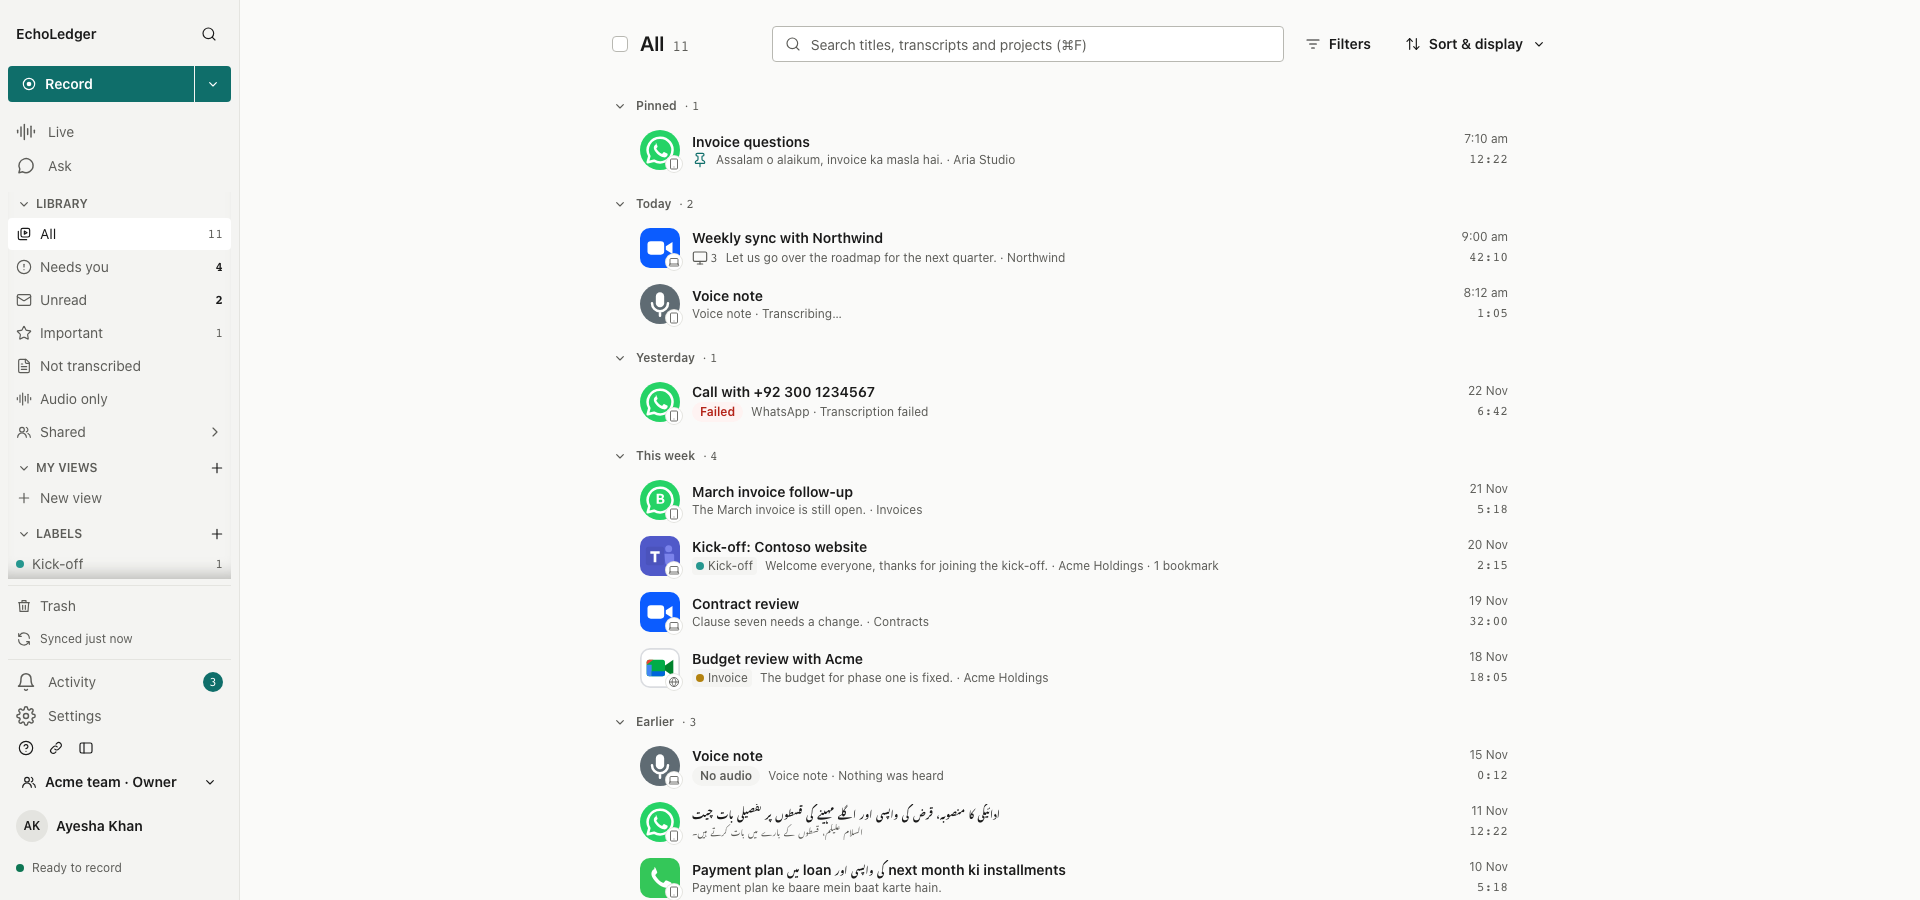 EchoLedger
Record
Live
Ask
LIBRARY
All 11
Needs you 4
Unread 2
Important 1
Not transcribed
Audio only
Shared
MY VIEWS
New view
LABELS
Kick-off 1
Trash
Synced just now
Activity 3
Settings
Acme team · Owner
AK Ayesha Khan
Ready to record
All 11
Search titles, transcripts and projects (⌘F)
Filters
Sort & display
Pinned · 1
Invoice questions 7:10 am
Assalam o alaikum, invoice ka masla hai. · Aria Studio 12:22
Today · 2
Weekly sync with Northwind 9:00 am
3 Let us go over the roadmap for the next quarter. · Northwind 42:10
Voice note 8:12 am
Voice note · Transcribing... 1:05
Yesterday · 1
Call with +92 300 1234567 22 Nov
Failed WhatsApp · Transcription failed 6:42
This week · 4
B
March invoice follow-up 21 Nov
The March invoice is still open. · Invoices 5:18
T
Kick-off: Contoso website 20 Nov
Kick-off Welcome everyone, thanks for joining the kick-off. · Acme Holdings · 1 bookmark 2:15
Contract review 19 Nov
Clause seven needs a change. · Contracts 32:00
Budget review with Acme 18 Nov
Invoice The budget for phase one is fixed. · Acme Holdings 18:05
Earlier · 3
Voice note 15 Nov
No audio Voice note · Nothing was heard 0:12
ادائیگی کا منصوبہ، قرض کی واپسی اور اگلے مہینے کی قسطوں پر تفصیلی بات چیت 11 Nov
السلام علیکم، قسطوں کے بارے میں بات کرتے ہیں۔ 12:22
Payment plan میں loan کی واپسی اور next month ki installments 10 Nov
Payment plan ke baare mein baat karte hain. 5:18